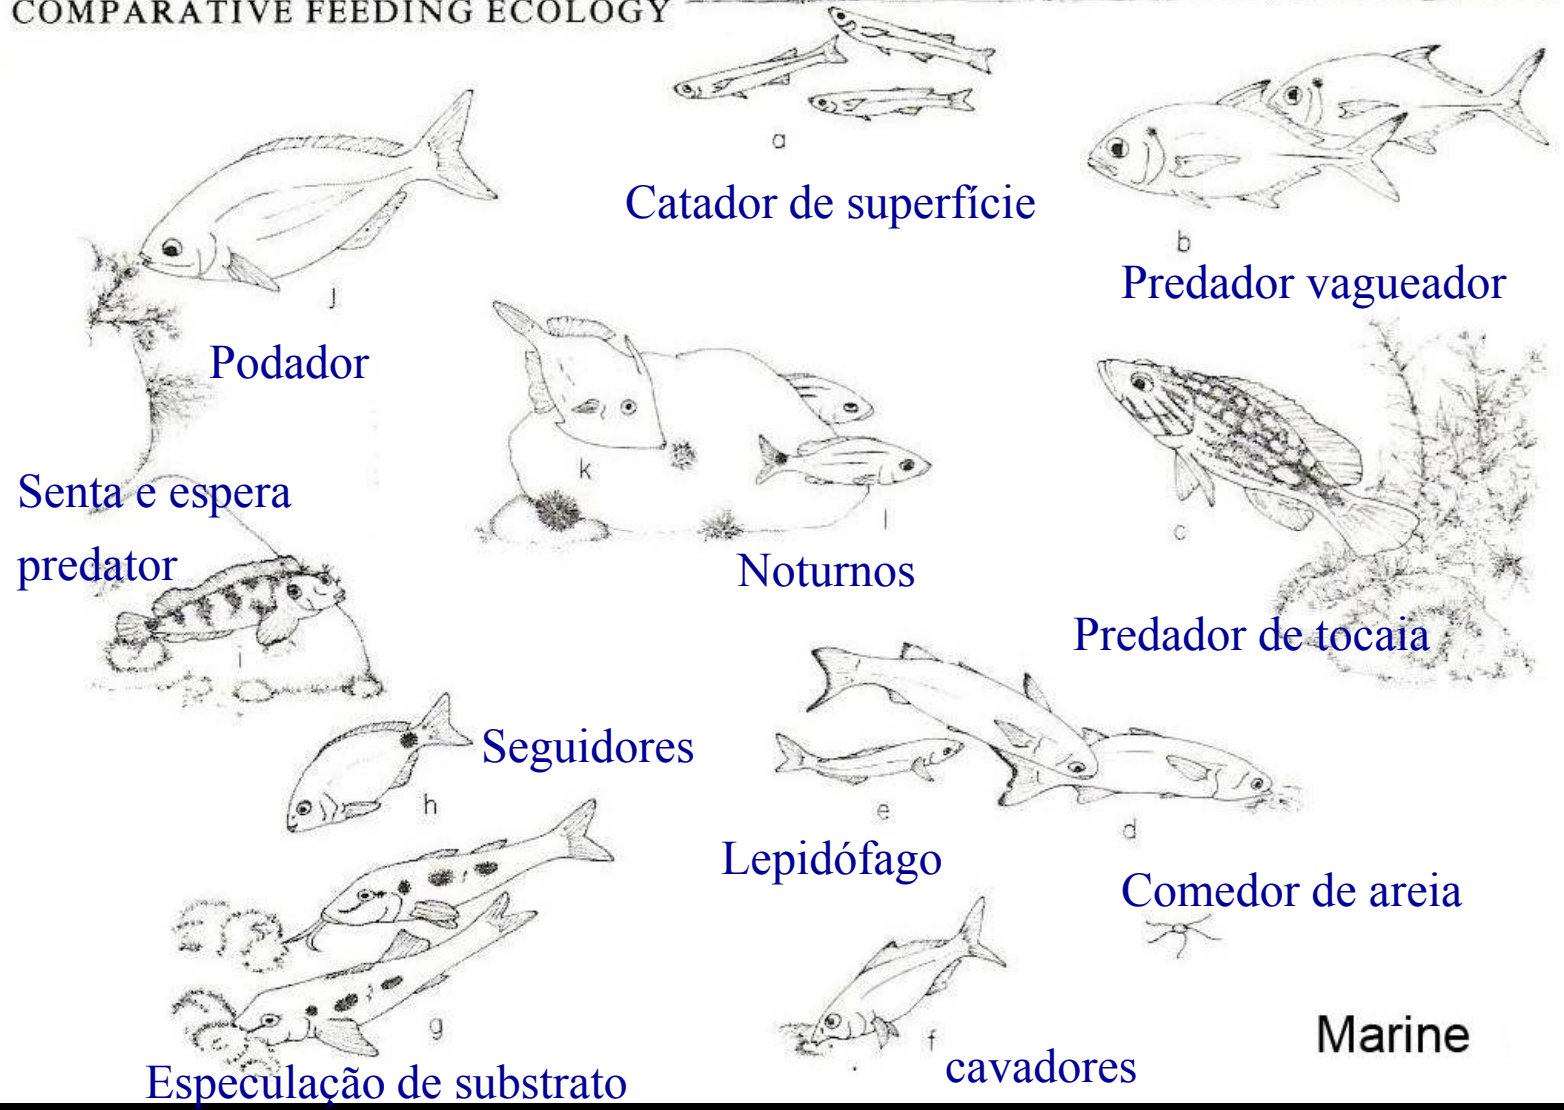 COMPARATIVE FEEDING ECOLOGY
a
Catador de superfície
b
Predador vagueador
j
Podador
k
l
Noturnos
c
Predador de tocaia
Senta e espera
predator
i
Seguidores
h
e
d
Lepidófago
Comedor de areia
g
Especulação de substrato
f
cavadores
Marine